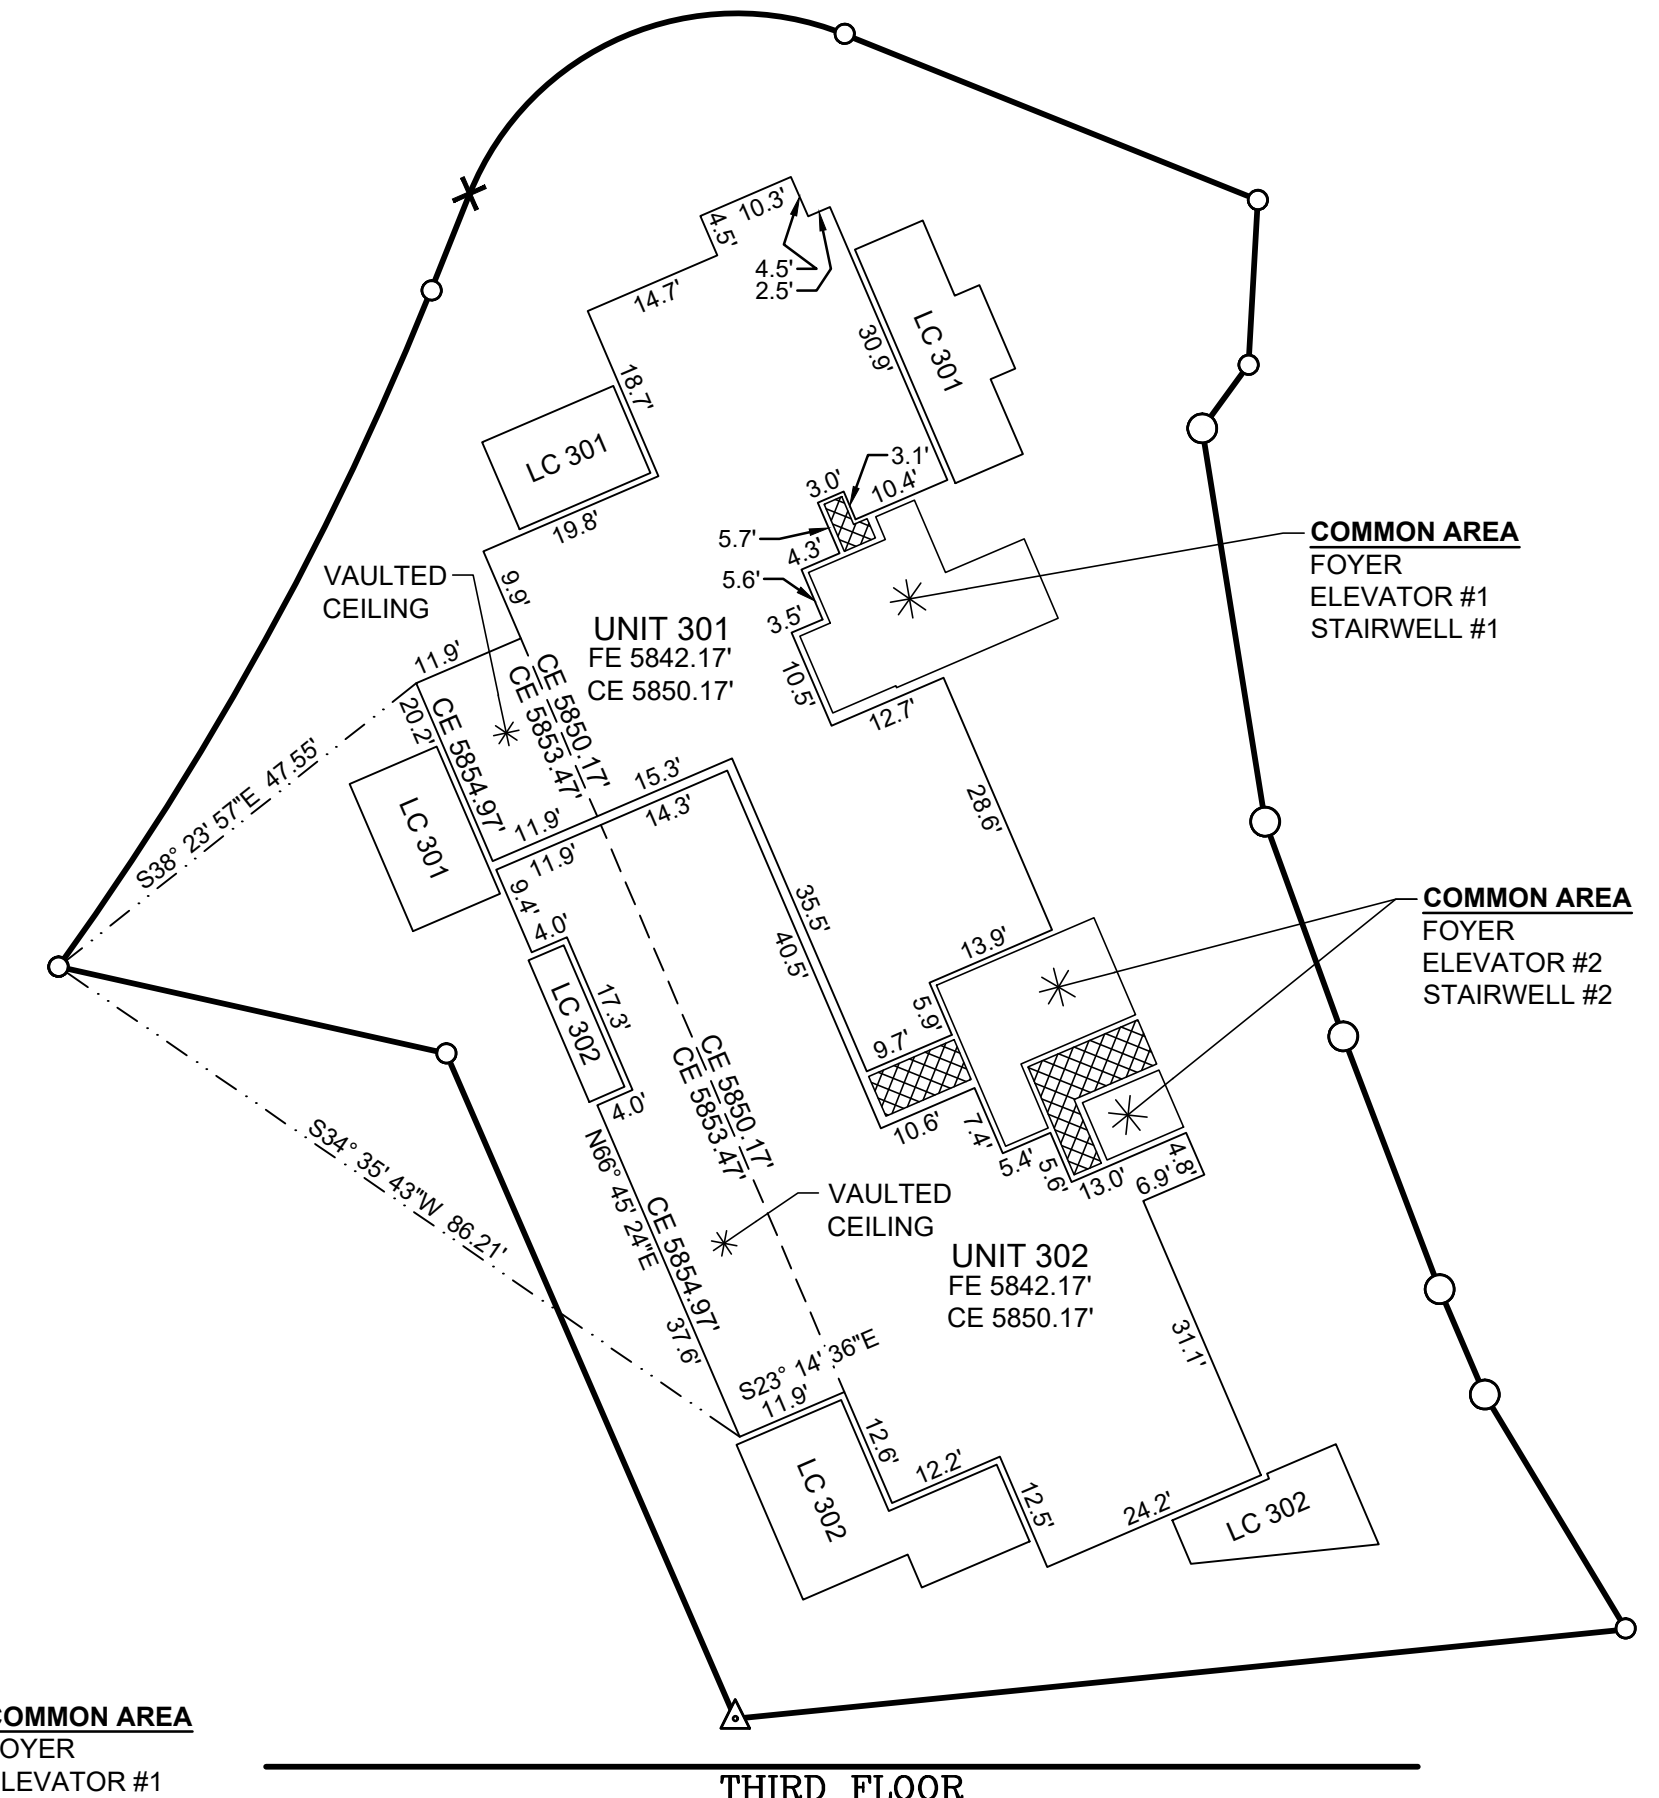 10.3'
4.5'
4.5'
2.5'
14.7'
30.9'
LC 301
18.7'
LC 301
19.8'
3.1'
3.0'
10.4'
5.7'
4.3'
5.6'
3.5'
10.5'
12.7'
COMMON AREA
FOYER
ELEVATOR #1
STAIRWELL #1
VAULTED
CEILING
9.9'
UNIT 301
FE 5842.17'
CE 5850.17'
11.9'
CE 5850.17'
CE 5853.47'
20.2'
CE 5854.97'
S38° 23' 57"E 47.55'
LC 301
15.3'
14.3'
11.9'
11.9'
28.6'
9.4'
4.0'
35.5'
40.5'
13.9'
COMMON AREA
FOYER
ELEVATOR #2
STAIRWELL #2
17.3'
LC 302
5.9'
9.7'
4.0'
10.6'
7.4'
5.4'
5.6'
13.0'
6.9'
4.8'
CE 5850.17'
CE 5853.47'
S34° 35' 43"W 86.21'
N66° 45' 24"E
CE 5854.97'
37.6'
VAULTED
CEILING
UNIT 302
FE 5842.17'
CE 5850.17'
31.1'
S23° 14' 36"E
11.9'
12.6'
12.2'
12.5'
24.2'
LC 302
LC 302
COMMON AREA
OYER
LEVATOR #1
THIRD FLOOR